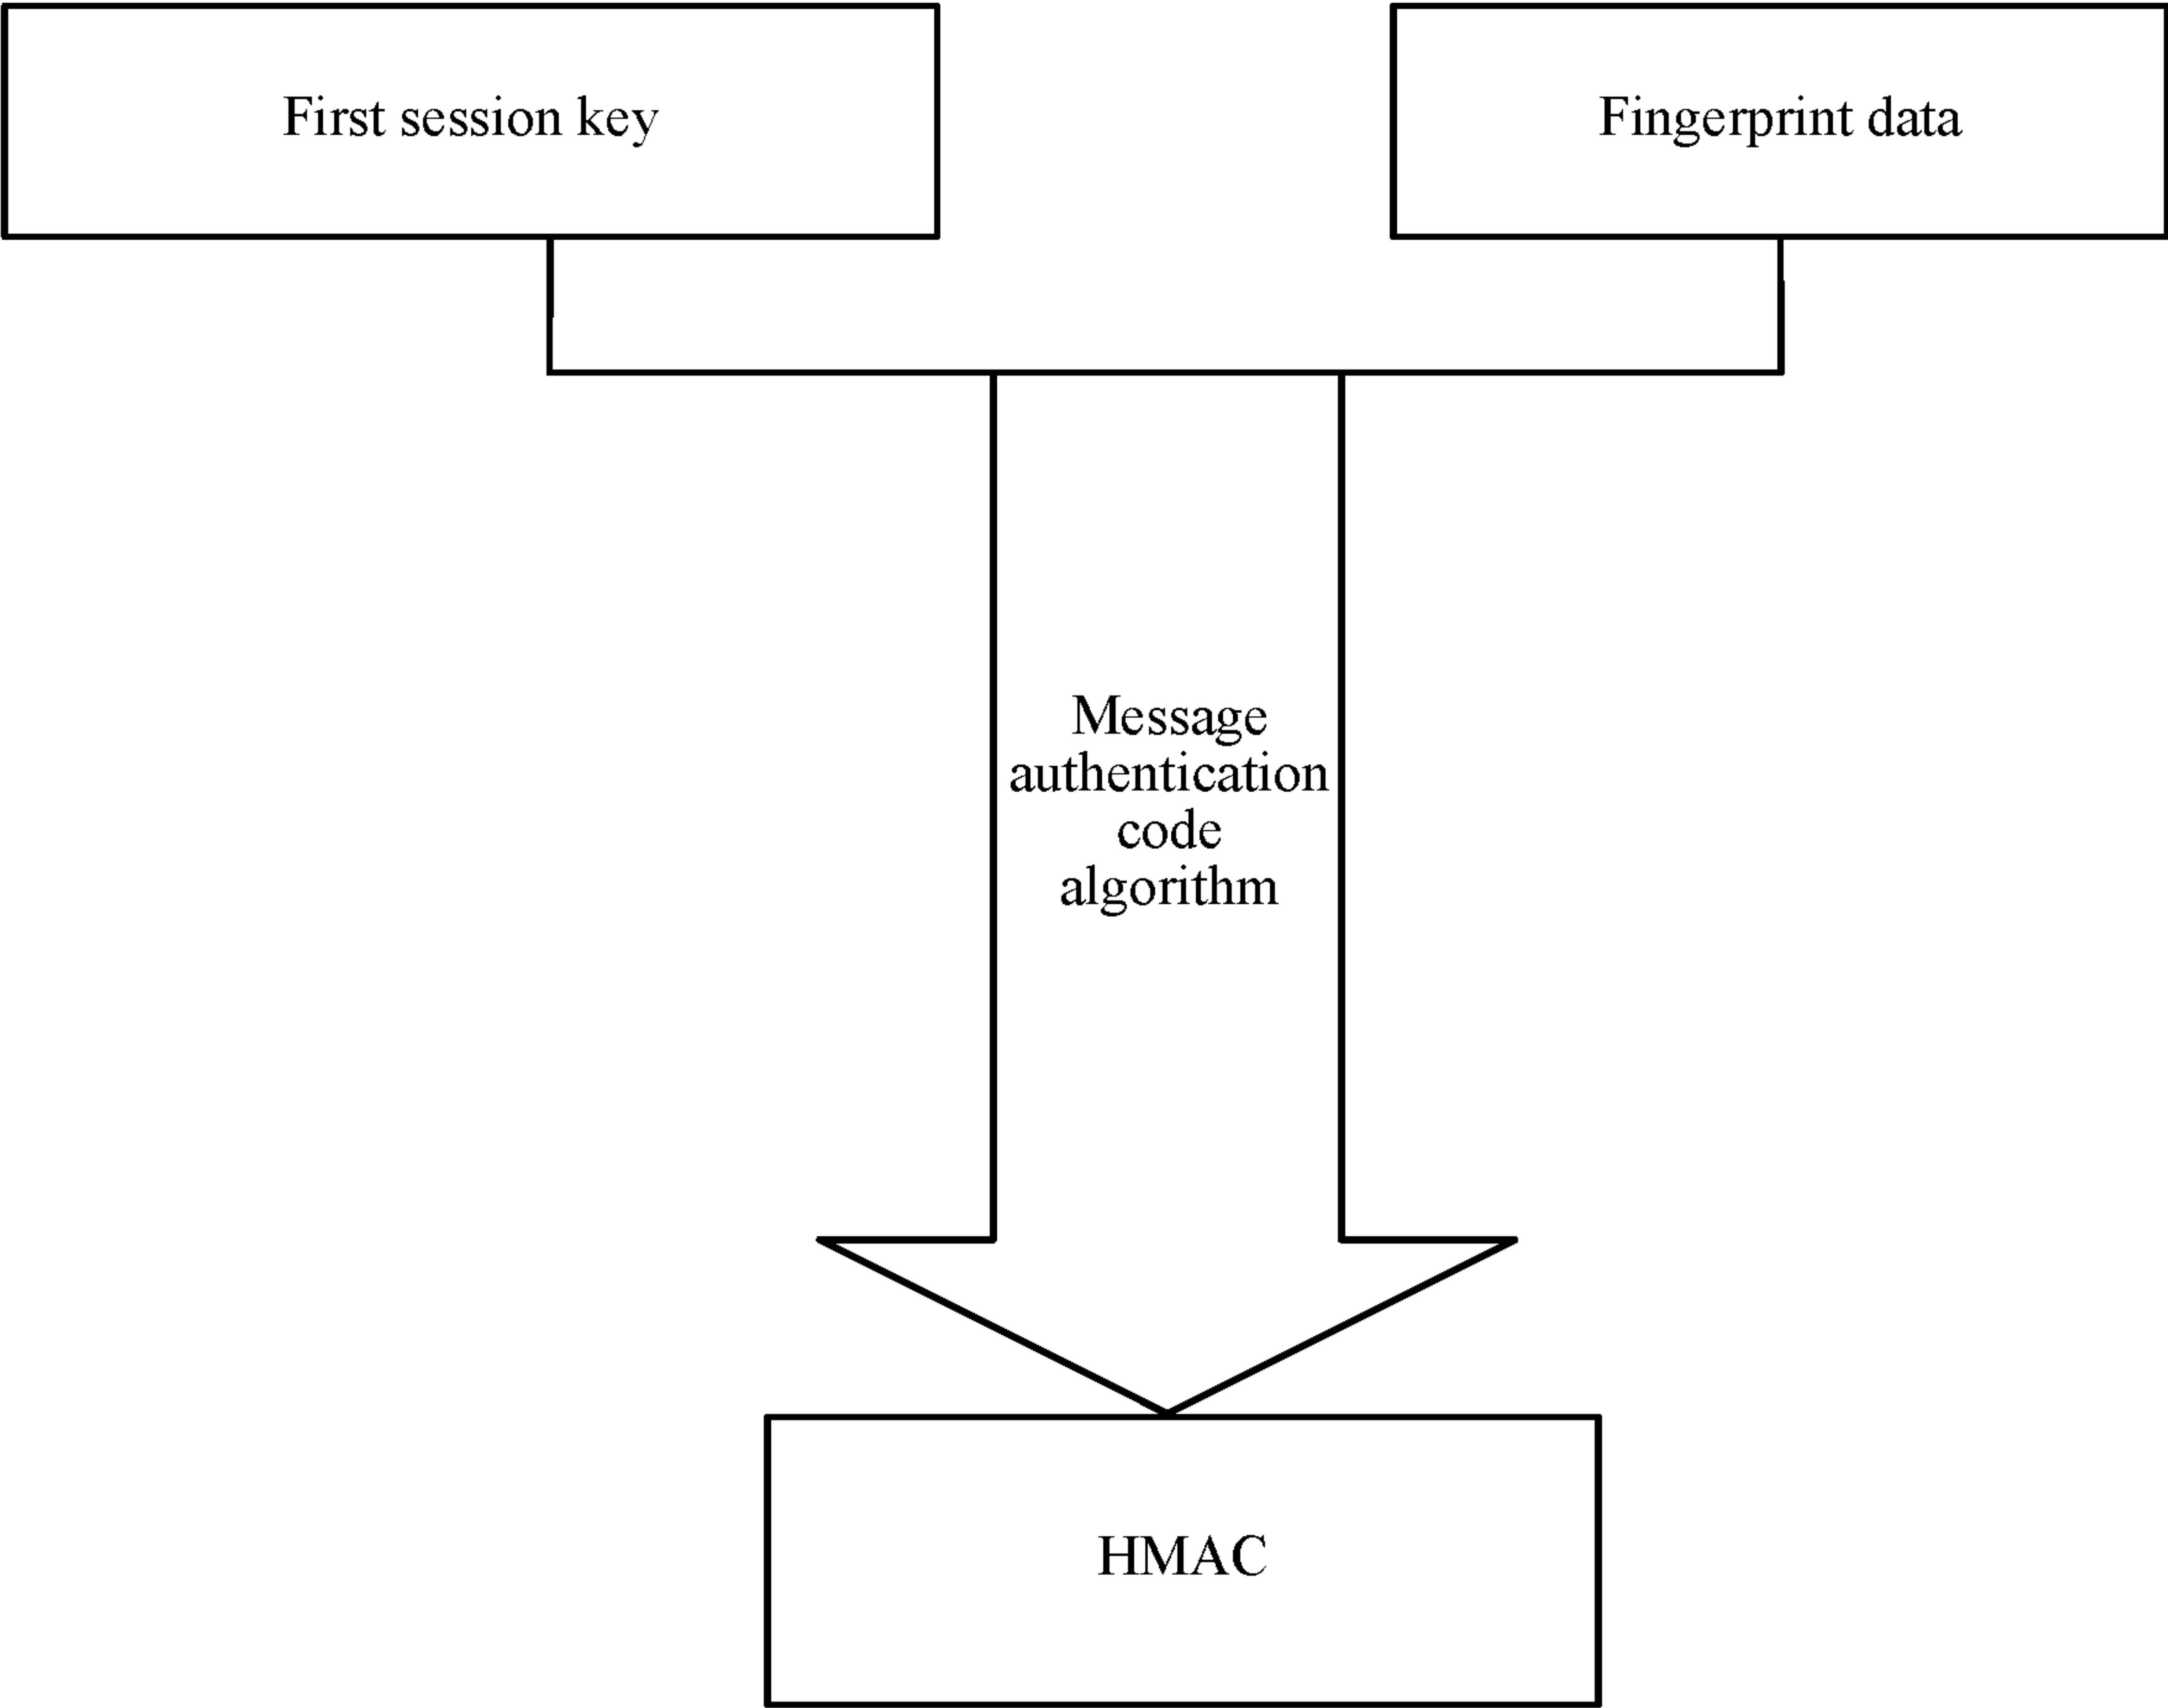 First session key
Fingerprint data
Message
authentication
code
algorithm
HMAC